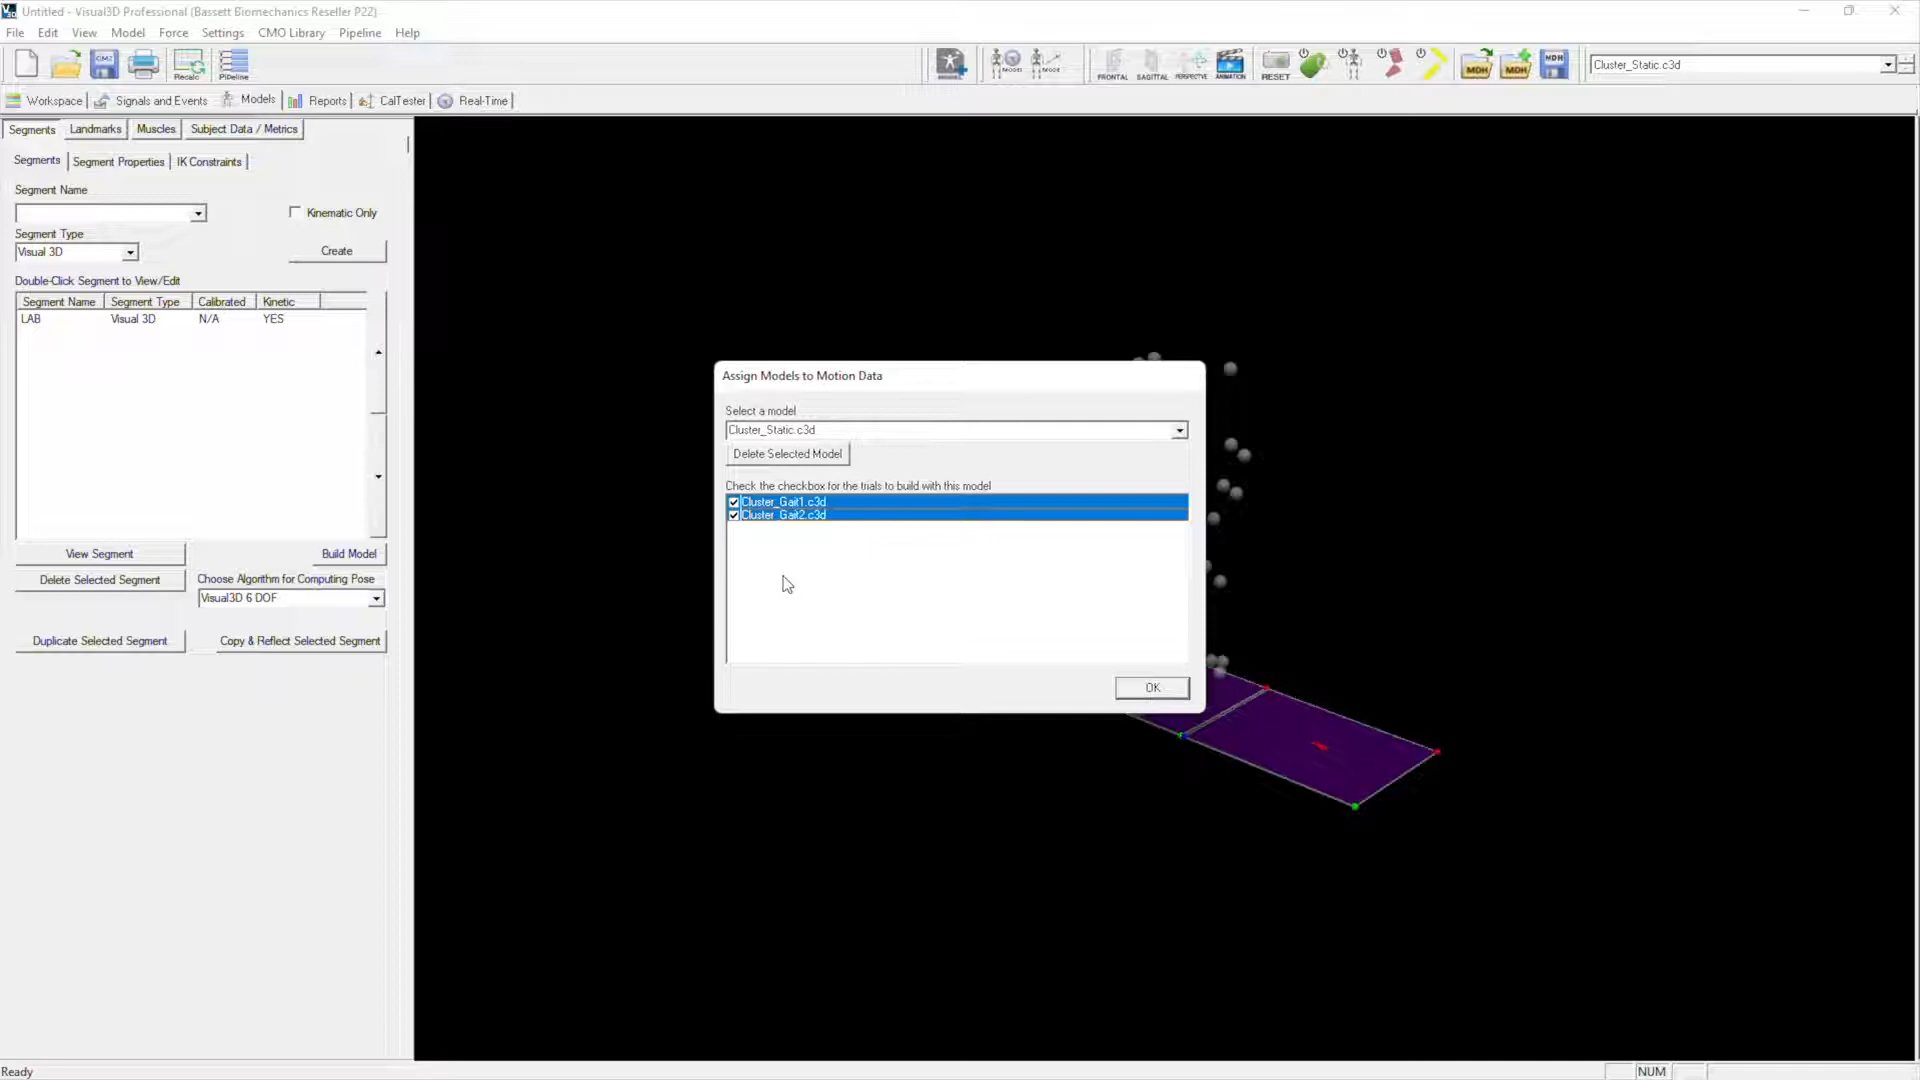 Untitled - Visual3D Professional (Bassett Biomechanics Reseller P22)
File Edit View Model Force Settings CMO Library Pipeline Help
Recalc PipeLine FRONTAL SAGITTAL PERSPECTIVE ANIMATION RESET MDH MDH MDH Cluster_Static.c3d
Workspace Signals and Events Models Reports CalTester Real-Time
Segments Landmarks Muscles Subject Data / Metrics
Segments Segment Properties IK Constraints
Segment Name
Kinematic Only
Segment Type
Visual 3D Create
Double-Click Segment to View/Edit
Segment Name Segment Type Calibrated Kinetic
LAB Visual 3D N/A YES
View Segment Build Model
Delete Selected Segment Choose Algorithm for Computing Pose
Visual3D 6 DOF
Duplicate Selected Segment Copy & Reflect Selected Segment
Assign Models to Motion Data
Select a model
Cluster_Static.c3d
Delete Selected Model
Check the checkbox for the trials to build with this model
Cluster_Gait1.c3d
Cluster_Gait2.c3d
OK
Ready NUM